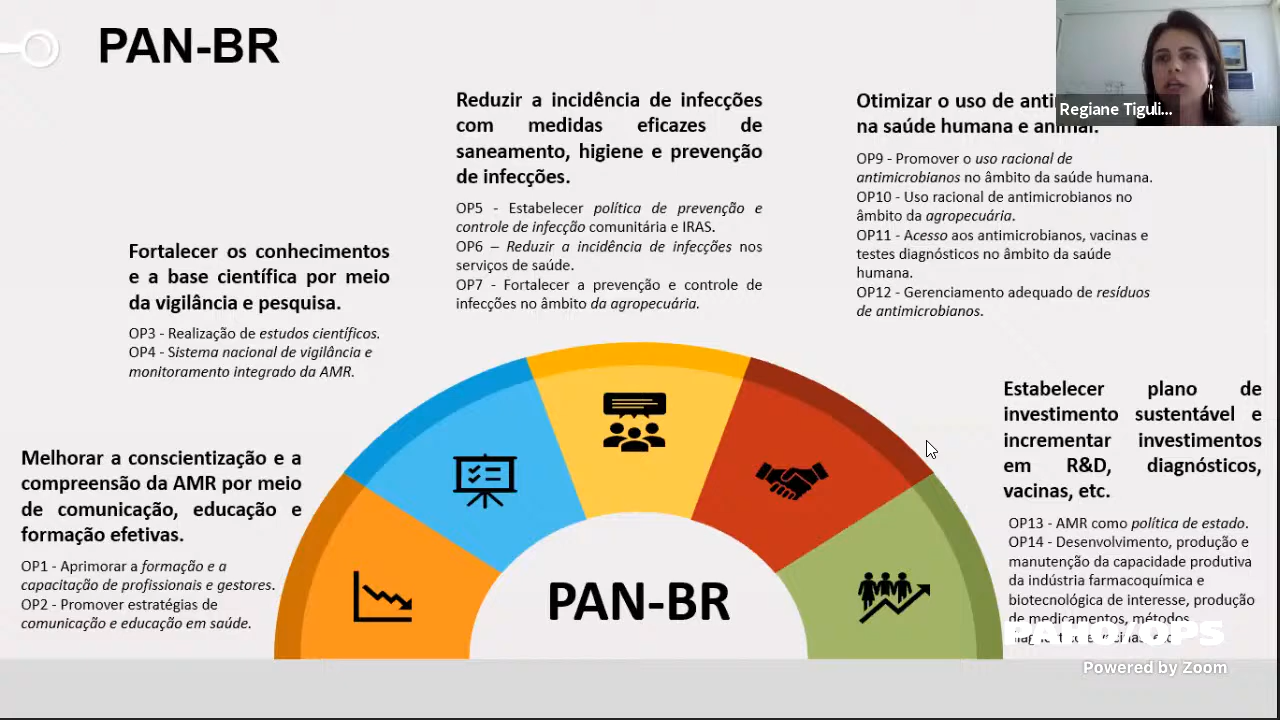 PAN-BR
Regiane Tiguli...
Reduzir a incidência de infecções
com medidas eficazes de
saneamento, higiene e prevenção
de infecções.
OP5 - Estabelecer política de prevenção e
controle de infecção comunitária e IRAS.
OP6 – Reduzir a incidência de infecções nos
serviços de saúde.
OP7 - Fortalecer a prevenção e controle de
infecções no âmbito da agropecuária.
Otimizar o uso de
na saúde humana e animal.
OP9 - Promover o uso racional de
antimicrobianos no âmbito da saúde humana.
OP10 - Uso racional de antimicrobianos no
âmbito da agropecuária.
OP11 - Acesso aos antimicrobianos, vacinas e
testes diagnósticos no âmbito da saúde
humana.
OP12 - Gerenciamento adequado de resíduos
de antimicrobianos.
Fortalecer os conhecimentos
e a base científica por meio
da vigilância e pesquisa.
OP3 - Realização de estudos científicos.
OP4 - Sistema nacional de vigilância e
monitoramento integrado da AMR.
Melhorar a conscientização e a
compreensão da AMR por meio
de comunicação, educação e
formação efetivas.
OP1 - Aprimorar a formação e a
capacitação de profissionais e gestores.
OP2 - Promover estratégias de
comunicação e educação em saúde.
Estabelecer plano de
investimento sustentável e
incrementar investimentos
em R&D, diagnósticos,
vacinas, etc.
OP13 - AMR como política de estado.
OP14 - Desenvolvimento, produção e
manutenção da capacidade produtiva
da indústria farmacoquímica e
biotecnológica de interesse, produção
de medicamentos, métodos
PAN-BR
PAHO/OPS
Powered by Zoom